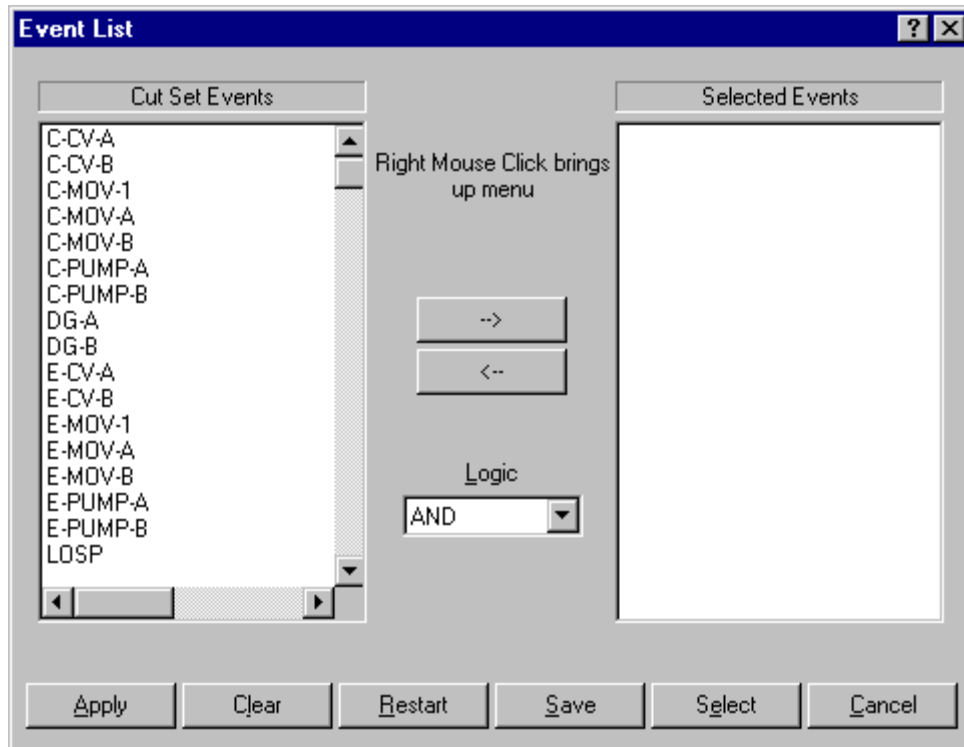 Event List
Cut Set Events
C-CV-A
C-CV-B
C-MOV-1
C-MOV-A
C-MOV-B
C-PUMP-A
C-PUMP-B
DG-A
DG-B
E-CV-A
E-CV-B
E-MOV-1
E-MOV-A
E-MOV-B
E-PUMP-A
E-PUMP-B
LOSP
Right Mouse Click brings
up menu
-->
<--
Logic
AND
Selected Events
Apply
Clear
Restart
Save
Select
Cancel